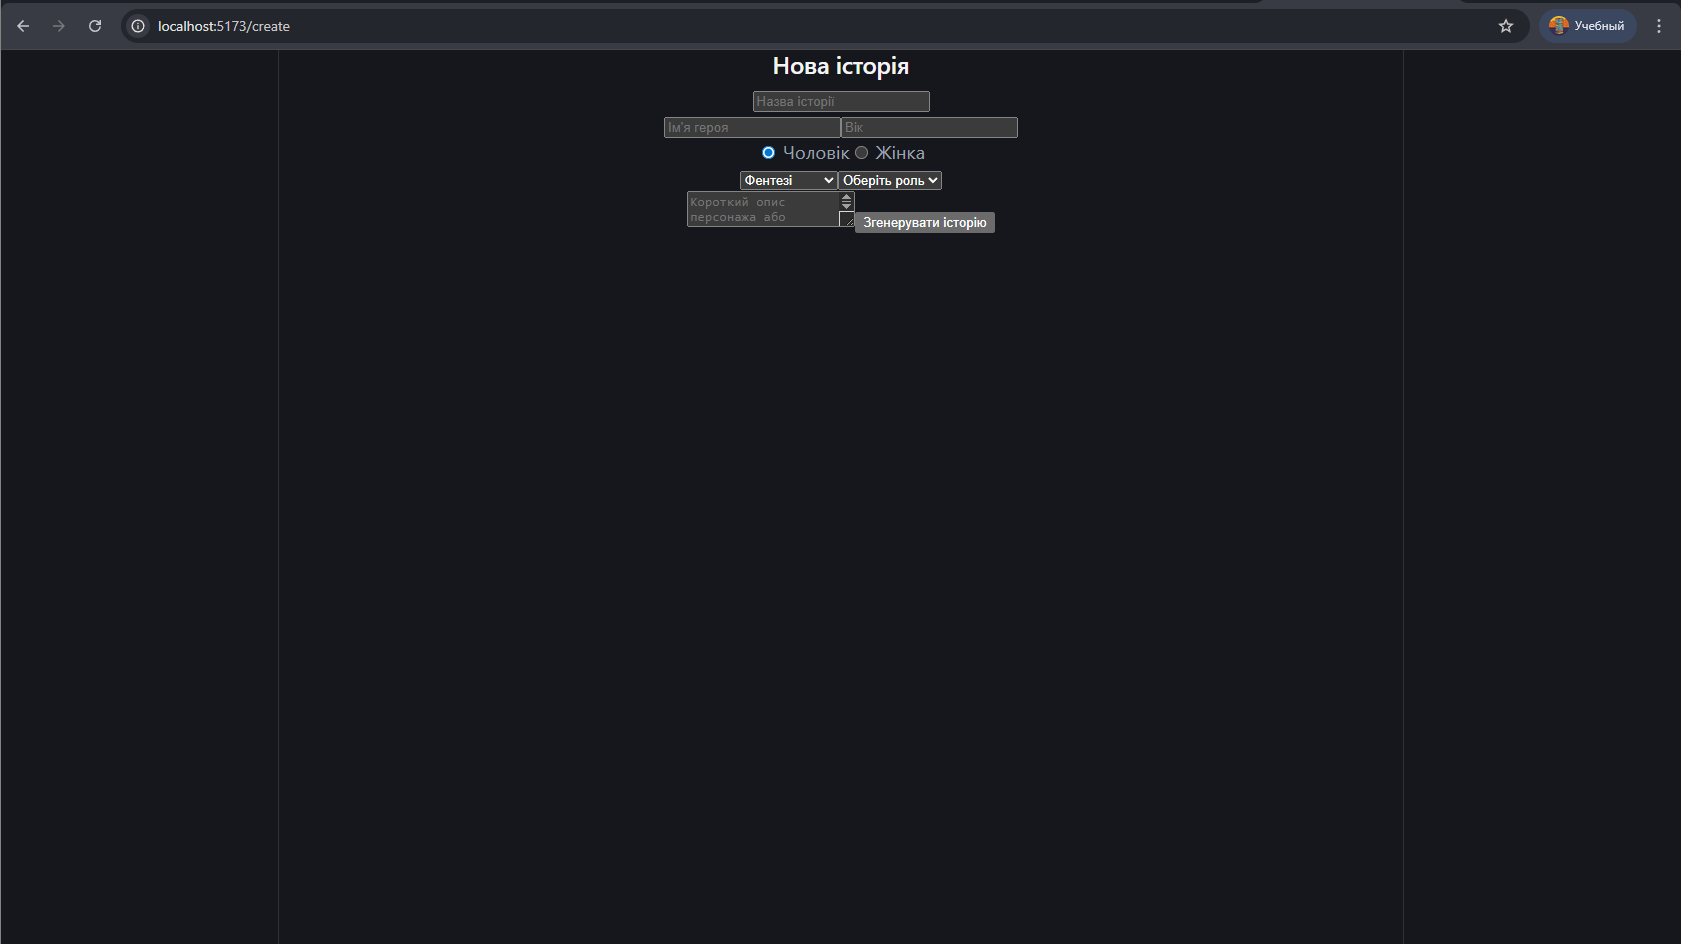 localhost:5173/create
Учебный
Нова історія
Назва історії
Ім'я героя Вік
Чоловік Жінка
Фентезі Оберіть роль
Короткий опис
персонажа або
Згенерувати історію